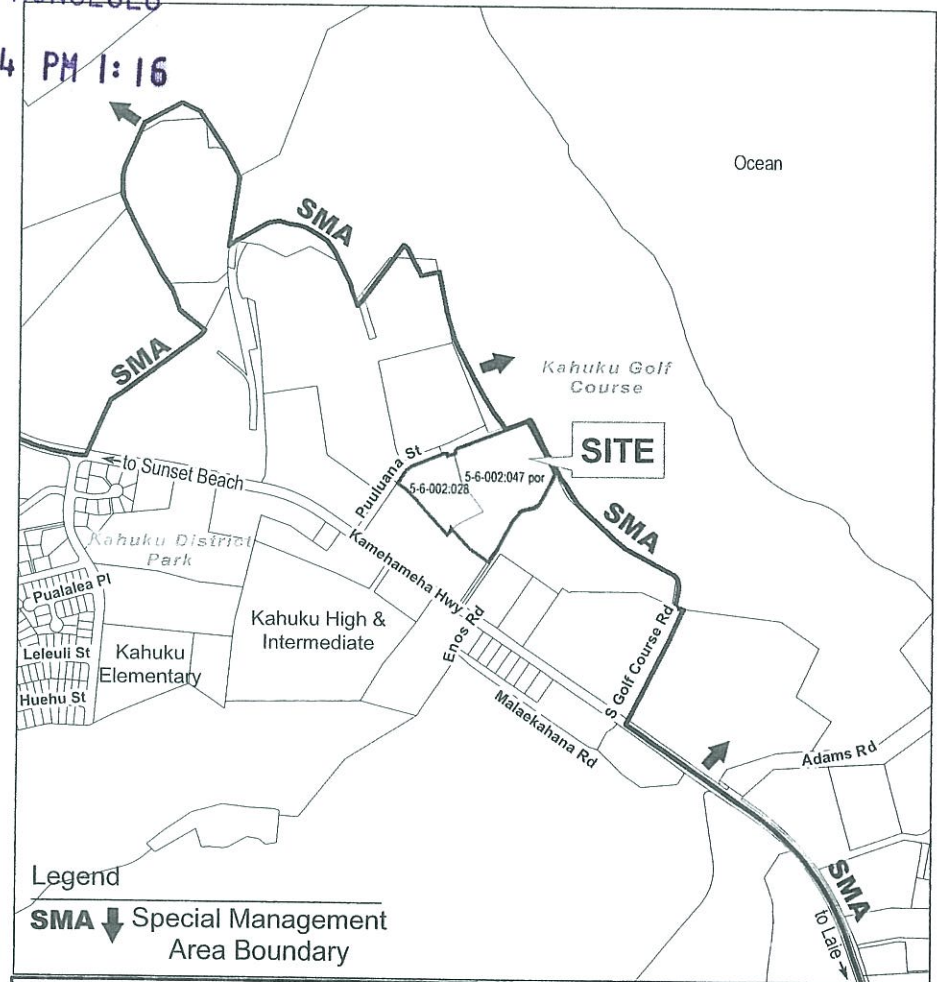 4 PM 1:16
Ocean
SMA
SMA
Kahuku Golf
Course
SITE
to Sunset Beach
Puuluana St
5-6-002:028
5-6-002:047 por
SMA
Kahuku District
Park
Kamehameha Hwy
Pualalea Pl
Kahuku High &
Intermediate
Enos Rd
S Golf Course Rd
Leleuli St
Kahuku
Elementary
Huehu St
Malaekahana Rd
Adams Rd
SMA
to Laie
Legend
SMA Special Management
Area Boundary